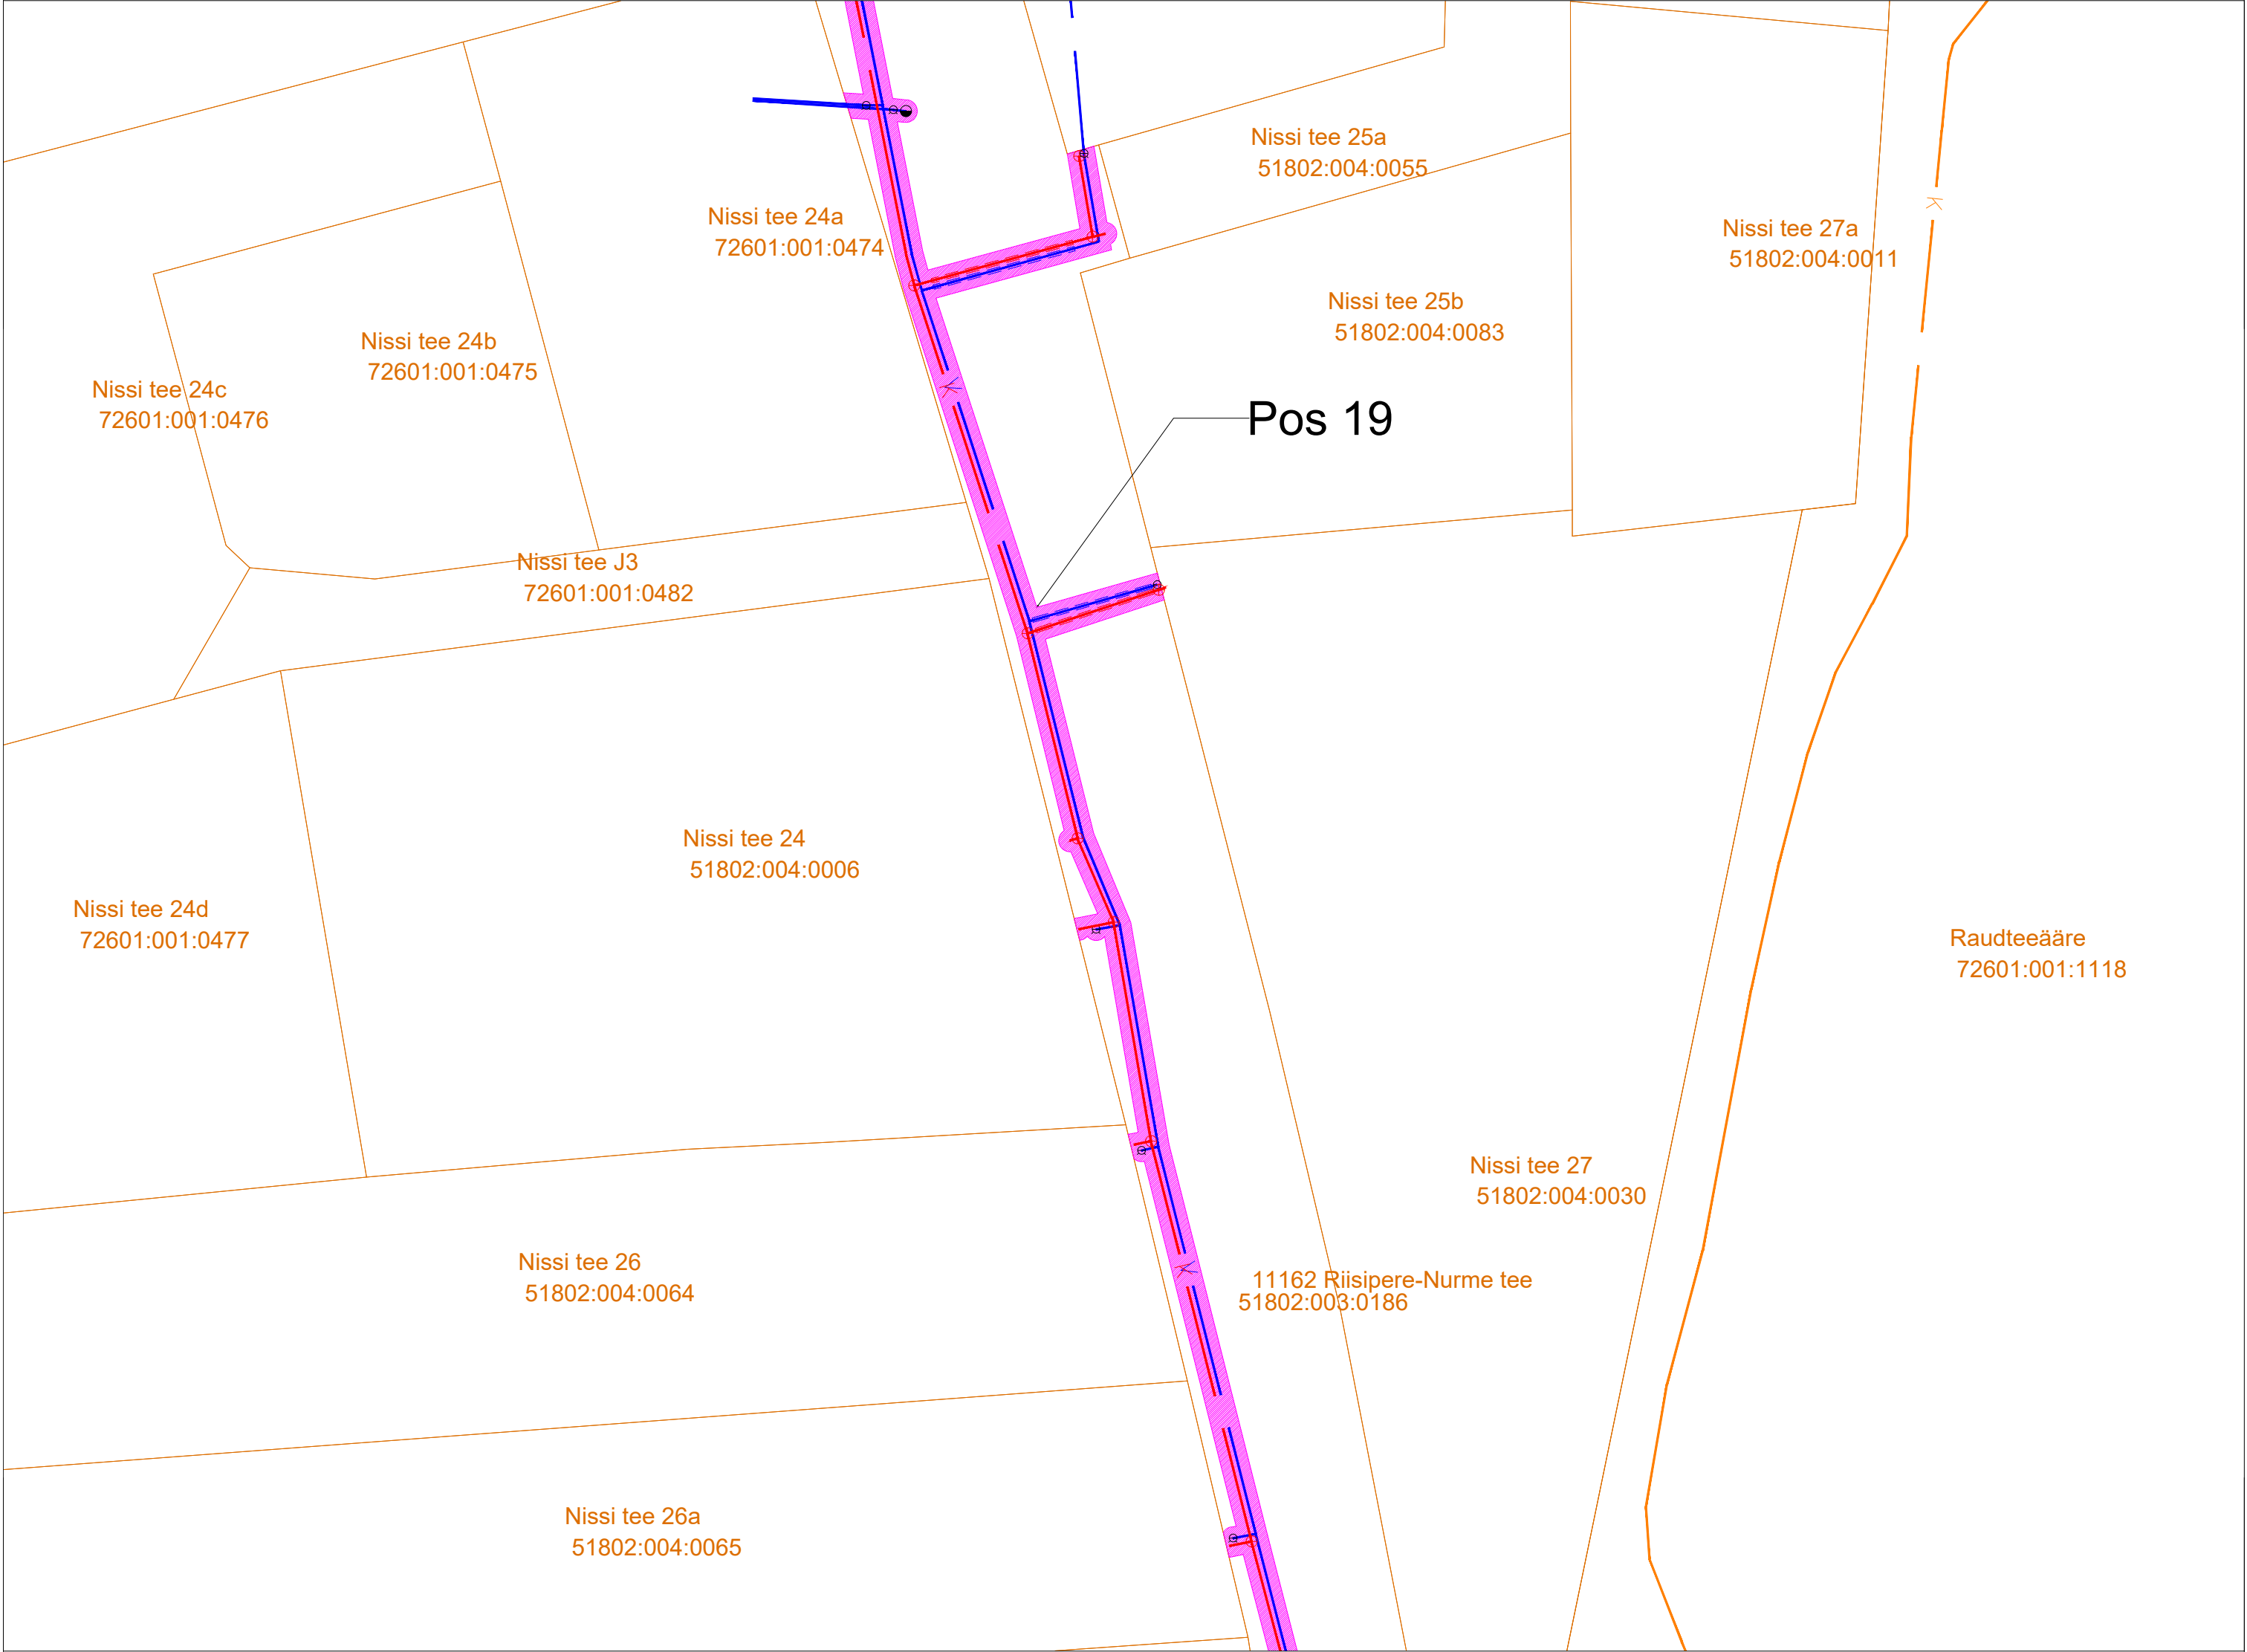 Nissi tee 25a
51802:004:0055
Nissi tee 24a
72601:001:0474
Nissi tee 27a
51802:004:0011
K
Nissi tee 25b
51802:004:0083
Nissi tee 24b
72601:001:0475
Nissi tee 24c
72601:001:0476
K
Pos 19
Nissi tee J3
72601:001:0482
Nissi tee 24
51802:004:0006
Nissi tee 24d
72601:001:0477
Raudteeääre
72601:001:1118
Nissi tee 27
51802:004:0030
Nissi tee 26
51802:004:0064
K
11162 Riisipere-Nurme tee
51802:003:0186
Nissi tee 26a
51802:004:0065